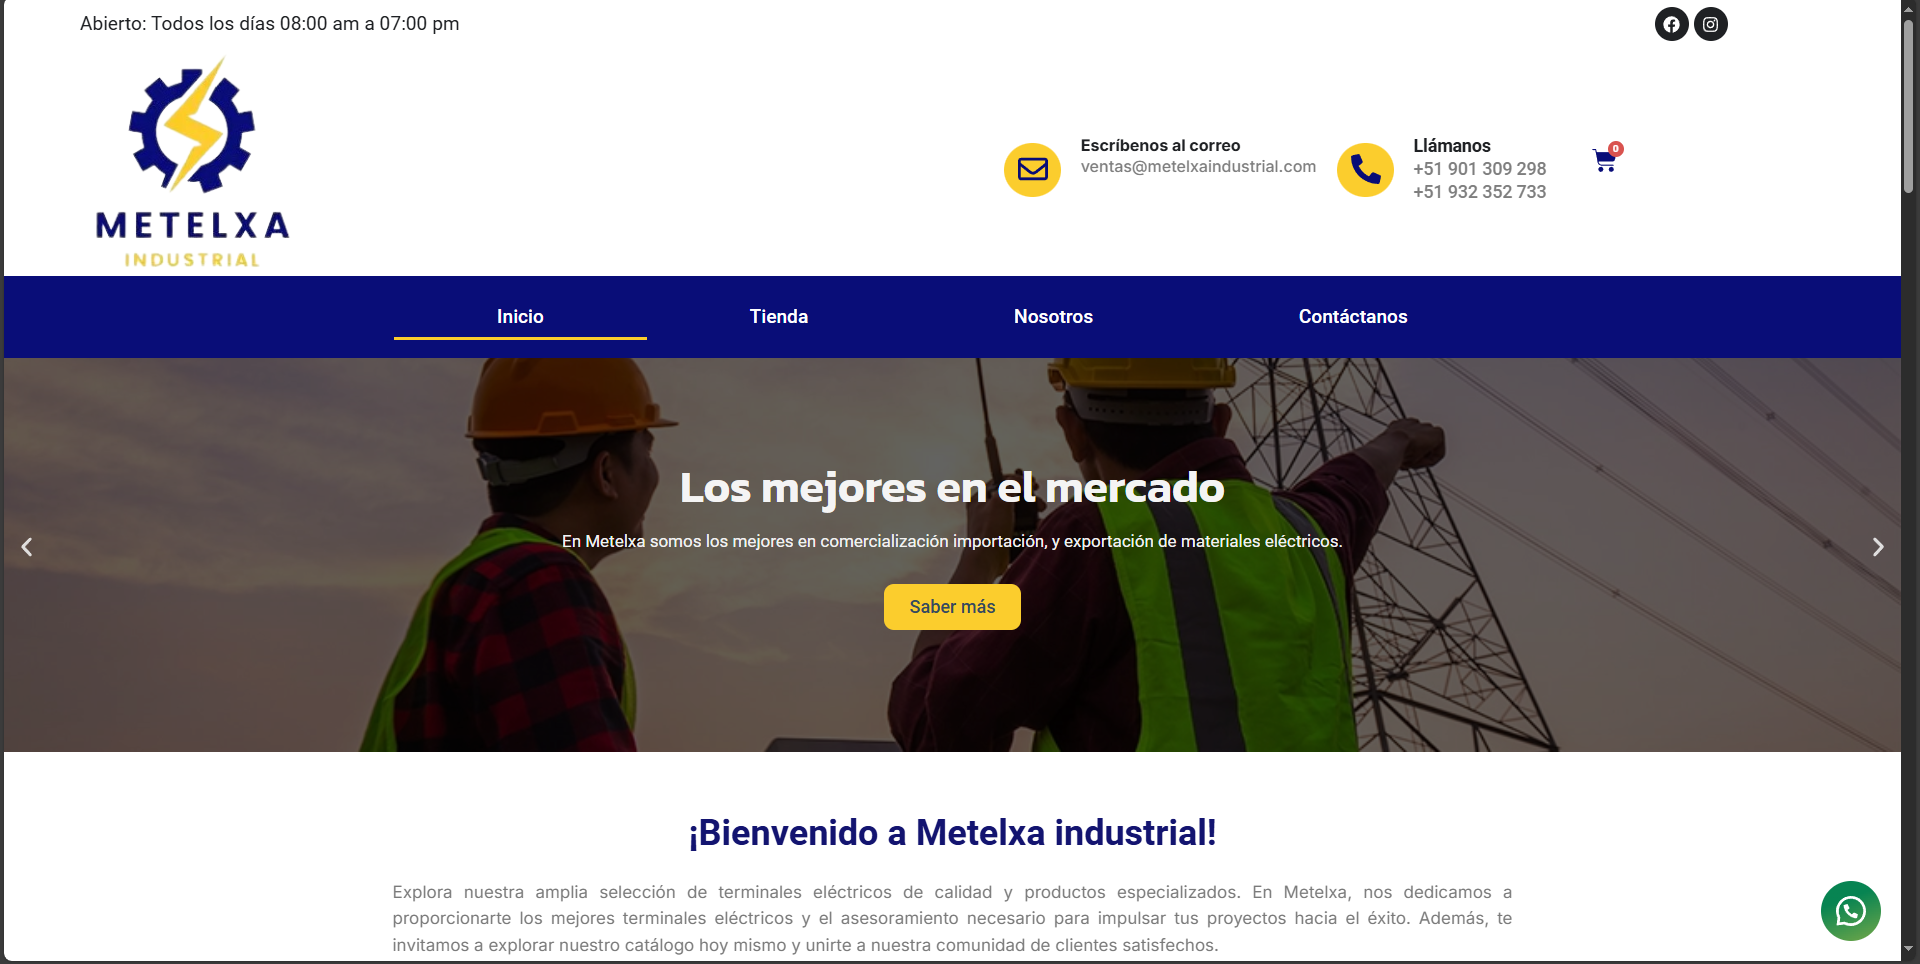 Abierto: Todos los días 08:00 am a 07:00 pm
METELXA
INDUSTRIAL
Escríbenos al correo
ventas@metelxaindustrial.com
Llámanos
+51 901 309 298
+51 932 352 733
0
Inicio
Tienda
Nosotros
Contáctanos
Los mejores en el mercado
En Metelxa somos los mejores en comercialización importación, y exportación de materiales eléctricos.
Saber más
¡Bienvenido a Metelxa industrial!
Explora nuestra amplia selección de terminales eléctricos de calidad y productos especializados. En Metelxa, nos dedicamos a
proporcionarte los mejores terminales eléctricos y el asesoramiento necesario para impulsar tus proyectos hacia el éxito. Además, te
invitamos a explorar nuestro catálogo hoy mismo y unirte a nuestra comunidad de clientes satisfechos.